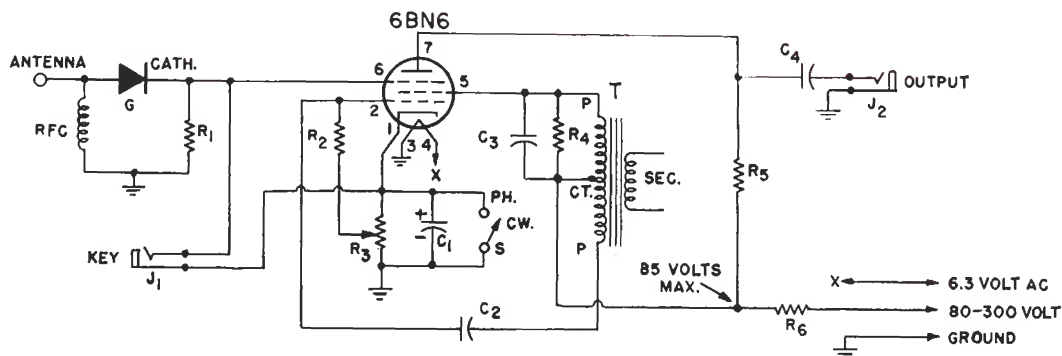 6BN6
7
ANTENNA
CATH.
G
RFC
R1
6
5
2
1
3 4
X
R2
C3
R4
P
T
C4
OUTPUT
J2
SEC.
CT.
P
R5
PH.
CW.
S
+
-
C1
R3
KEY
J1
C2
85 VOLTS
MAX.
R6
X 6.3 VOLT AC
80-300 VOLT
GROUND